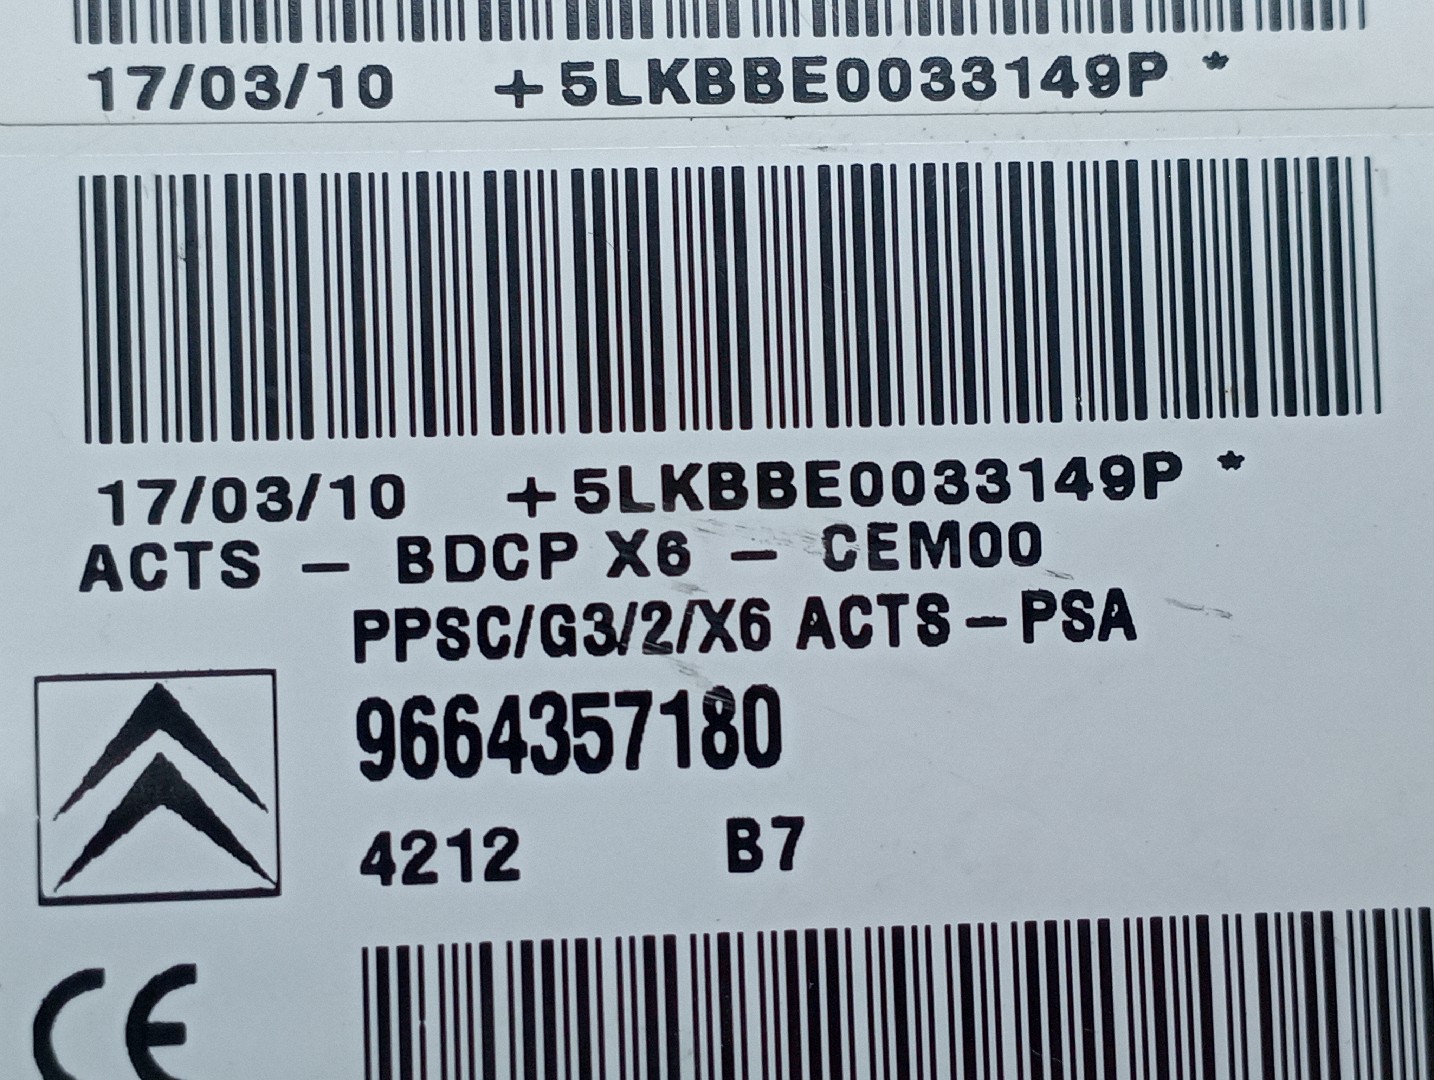 17/03/10 +5LKBBE0033149P *
17/03/10 +5LKBBE0033149P *
ACTS – BDCP X6 – CEM00
PPSC/G3/2/X6 ACTS–PSA
9664357180
4212 B7
CE